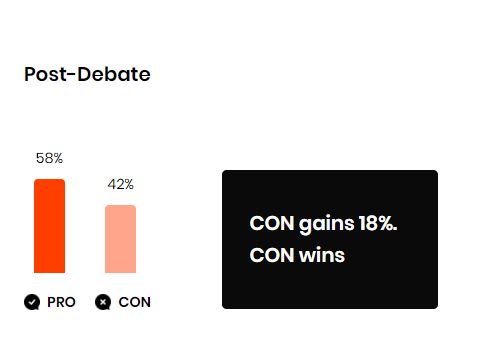 Post-Debate
58%
42%
PRO
CON
CON gains 18%.
CON wins